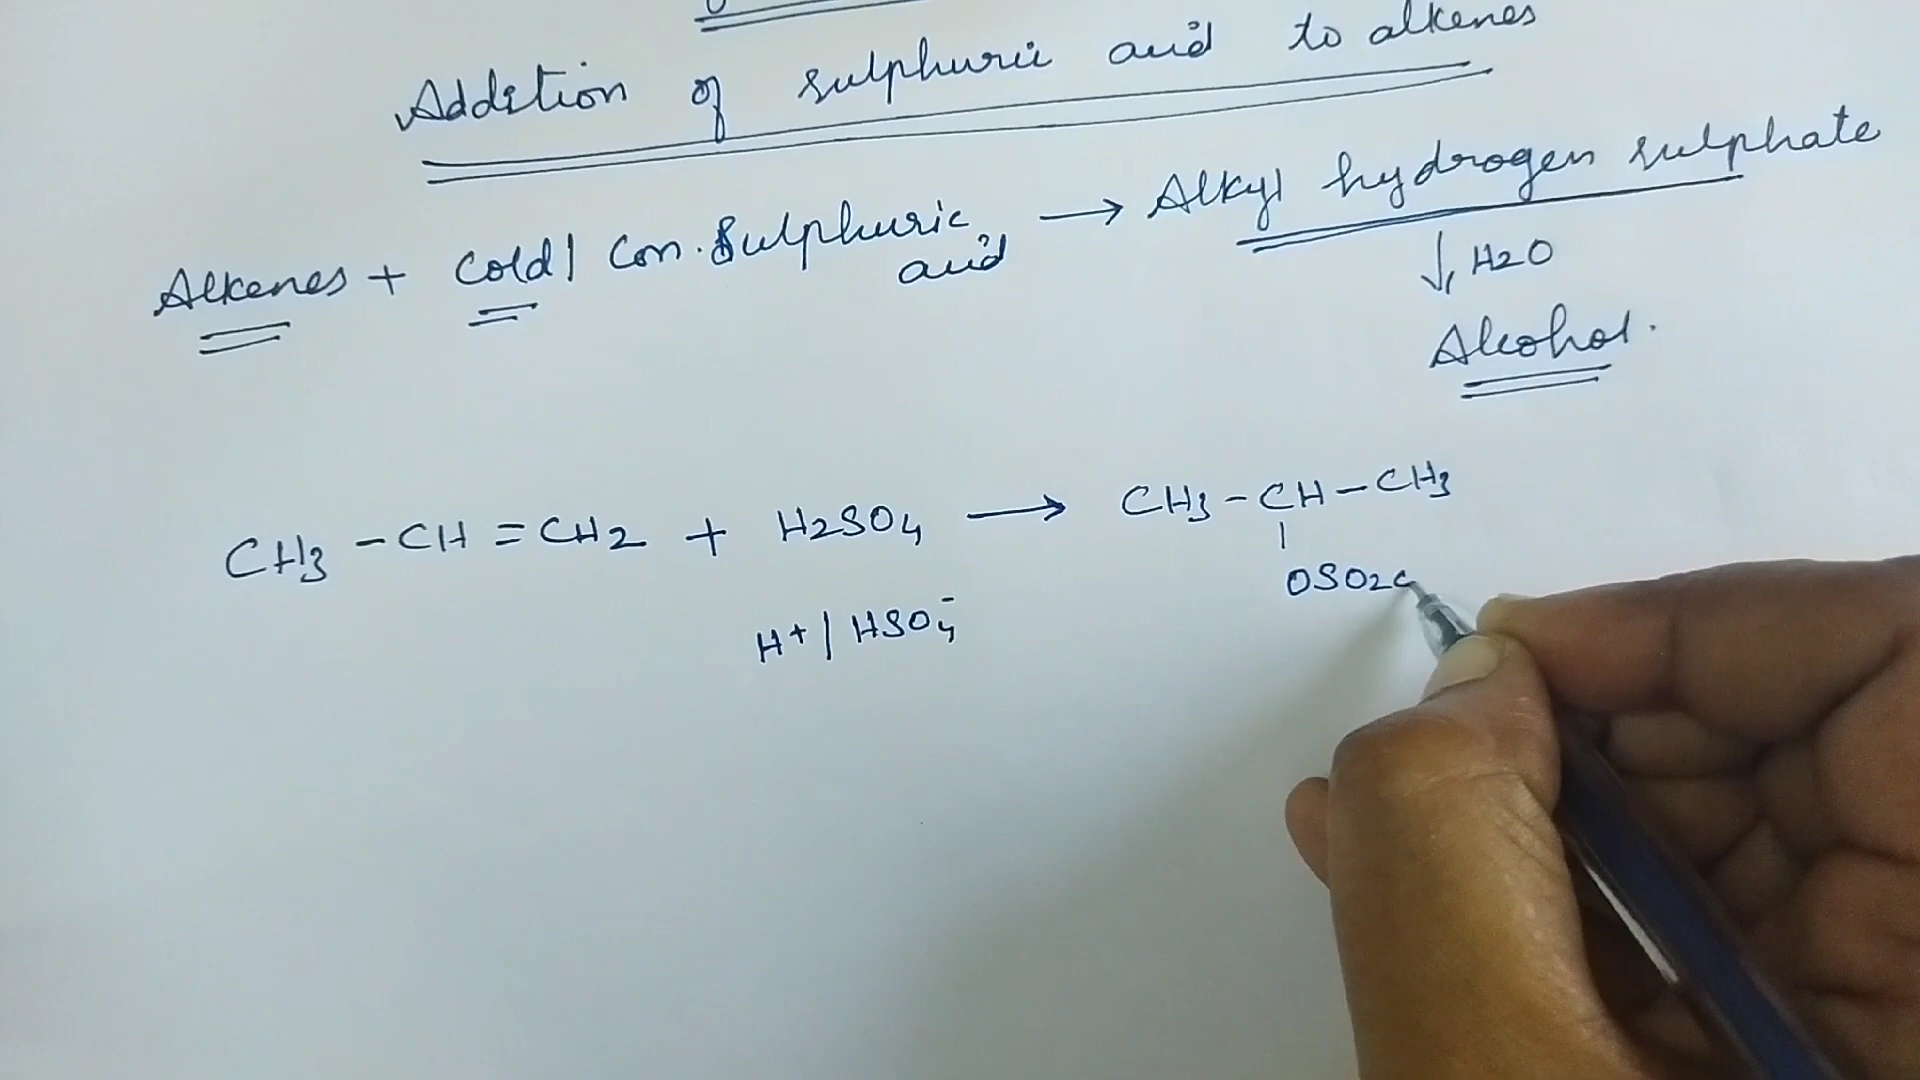 Addition of sulphuric acid to alkenes
Alkenes + Cold | Con. Sulphuric acid → Alkyl hydrogen sulphate
↓ H2O
Alcohol.
CH3 - CH = CH2 + H2SO4 → CH3 - CH - CH3
|
OSO2
H+ | HSO4-